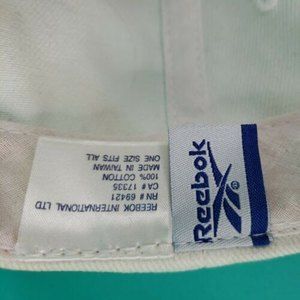 REEBOK INTERNATIONAL LTD
RN# 69421
CA# 17335
100% COTTON
MADE IN TAIWAN
ONE SIZE FITS ALL
Reebok